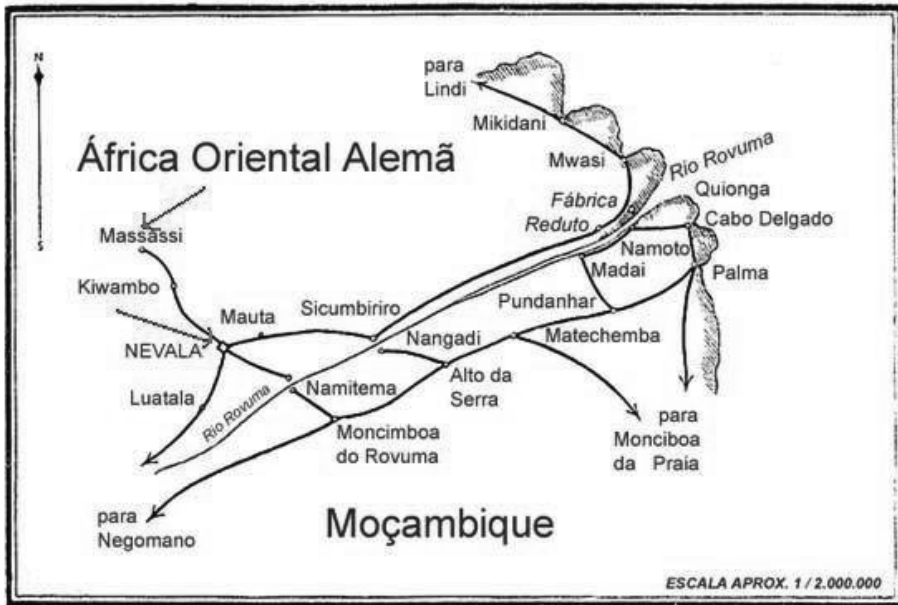 N
S
para
Lindi
Mikidani
África Oriental Alemã
Mwasi
Rio Rovuma
Quionga
Fábrica
Cabo Delgado
Reduto
Massassi
Namoto
Madai
Palma
Kiwambo
Pundanhar
Sicumbiriro
Mauta
Nangadi
Matechemba
NEVALA
Alto da
Serra
Namitema
Luatala
Rio Rovuma
Moncimboa
do Rovuma
para
Monciboa
da Praia
para
Negomano
Moçambique
ESCALA APROX. 1 / 2.000.000